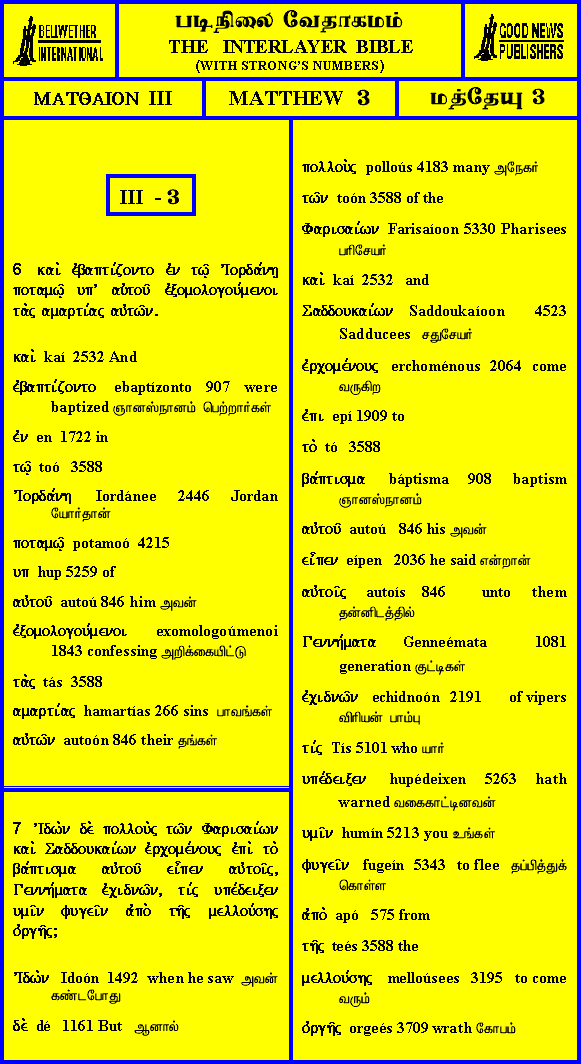 BELLWETHER
INTERNATIONAL
படிநிலை வேதாகமம்
THE INTERLAYER BIBLE
(WITH STRONG'S NUMBERS)
GOOD NEWS
PUBLISHERS
ΜΑΤΘΑΙΟΝ III
MATTHEW 3
மத்தேயு 3
III - 3
6 καὶ ἐβαπτίζοντο ἐν τῷ Ἰορδάνῃ
ποταμῷ υπ' αὐτοῦ ἐξομολογούμενοι
τὰς αμαρτίας αὐτῶν.
καὶ kaí 2532 And
ἐβαπτίζοντο ebaptízonto 907 were
baptized ஞானஸ்நானம் பெற்றார்கள்
ἐν en 1722 in
τῷ toó 3588
Ἰορδάνῃ Iordánee 2446 Jordan
யோர்தான்
ποταμῷ potamoó 4215
υπ hup 5259 of
αὐτοῦ autoú 846 him அவன்
ἐξομολογούμενοι exomologoúmenoi
1843 confessing அறிக்கையிட்டு
τὰς tás 3588
αμαρτίας hamartías 266 sins பாவங்கள்
αὐτῶν autoón 846 their தங்கள்
7 Ἰδὼν δὲ πολλοὺς τῶν Φαρισαίων
καὶ Σαδδουκαίων ἐρχομένους ἐπὶ τὸ
βάπτισμα αὐτοῦ εἶπεν αὐτοῖς,
Γεννήματα ἐχιδνῶν, τίς υπέδειξεν
υμῖν φυγεῖν ἀπὸ τῆς μελλούσης
ὀργῆς;
Ἰδὼν Idoón 1492 when he saw அவன்
கண்டபோது
δὲ dé 1161 But ஆனால்
πολλοὺς polloús 4183 many அநேகர்
τῶν toón 3588 of the
Φαρισαίων Farisaíoon 5330 Pharisees
பரிசேயர்
καὶ kaí 2532 and
Σαδδουκαίων Saddoukaíoon 4523
Sadducees சதுசேயர்
ἐρχομένους erchoménous 2064 come
வருகிற
ἐπι epí 1909 to
τὸ tó 3588
βάπτισμα báptisma 908 baptism
ஞானஸ்நானம்
αὐτοῦ autoú 846 his அவன்
εἶπεν eípen 2036 he said என்றான்
αὐτοῖς autoís 846 unto them
தன்னிடத்தில்
Γεννήματα Genneémata 1081
generation குட்டிகள்
ἐχιδνῶν echidnoón 2191 of vipers
விரியன் பாம்பு
τίς Tís 5101 who யார்
υπέδειξεν hupédeixen 5263 hath
warned வகைகாட்டினவன்
υμῖν humín 5213 you உங்கள்
φυγεῖν fugeín 5343 to flee தப்பித்துக்
கொள்ள
ἀπὸ apó 575 from
τῆς teés 3588 the
μελλούσης melloúsees 3195 to come
வரும்
ὀργῆς orgeés 3709 wrath கோபம்